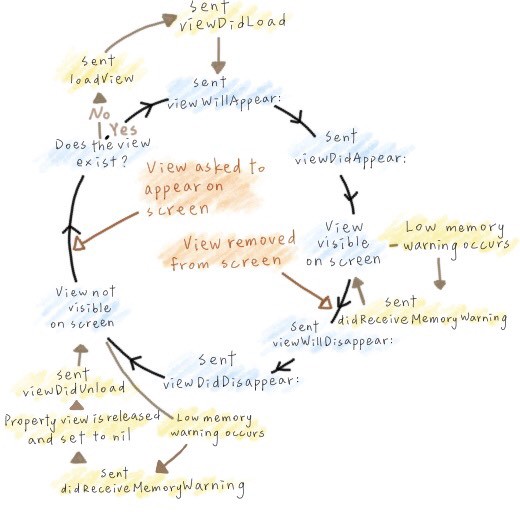 sent
viewDidLoad
sent
loadView
sent
viewWillAppear:
No
Yes
Does the view
exist?
sent
viewDidAppear:
View asked to
appear on
screen
View
visible
on screen
Low memory
warning occurs
View removed
from screen
sent
didReceiveMemoryWarning
sent
viewWillDisappear:
View not
visible
on screen
sent
viewDidDisappear:
sent
viewDidUnload
Property view is released
and set to nil
Low memory
warning occurs
sent
didReceiveMemoryWarning